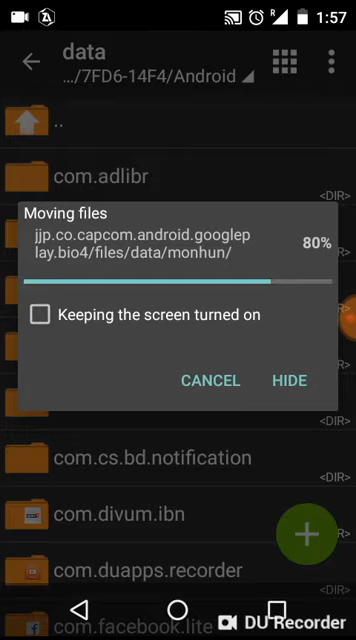 R
1:57
data
.../7FD6-14F4/Android
..
com.adlibr
<DIR>
Moving files
jjp.co.capcom.android.googlep
lay.bio4/files/data/monhun/
80%
Keeping the screen turned on
CANCEL
HIDE
<DIR>
com.cs.bd.notification
<DIR>
com.divum.ibn
com.duapps.recorder
<DIR>
com.facebook.lite
DU Recorder